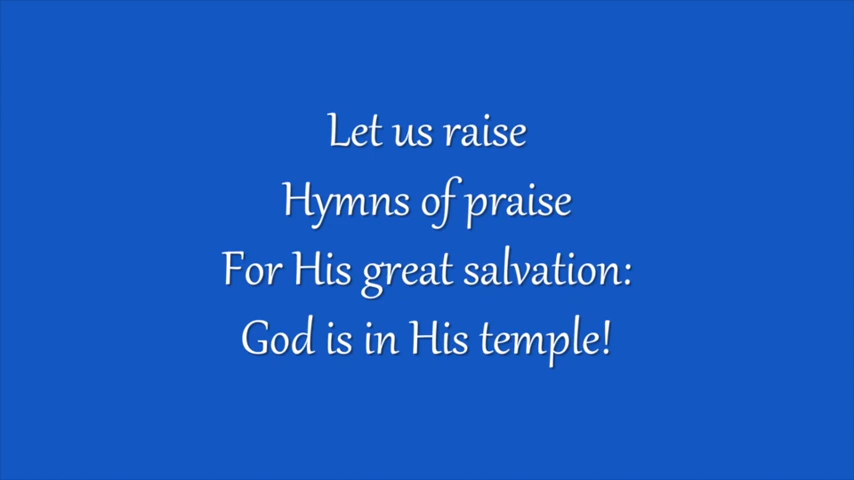 Let us raise
Hymns of praise
For His great salvation:
God is in His temple!